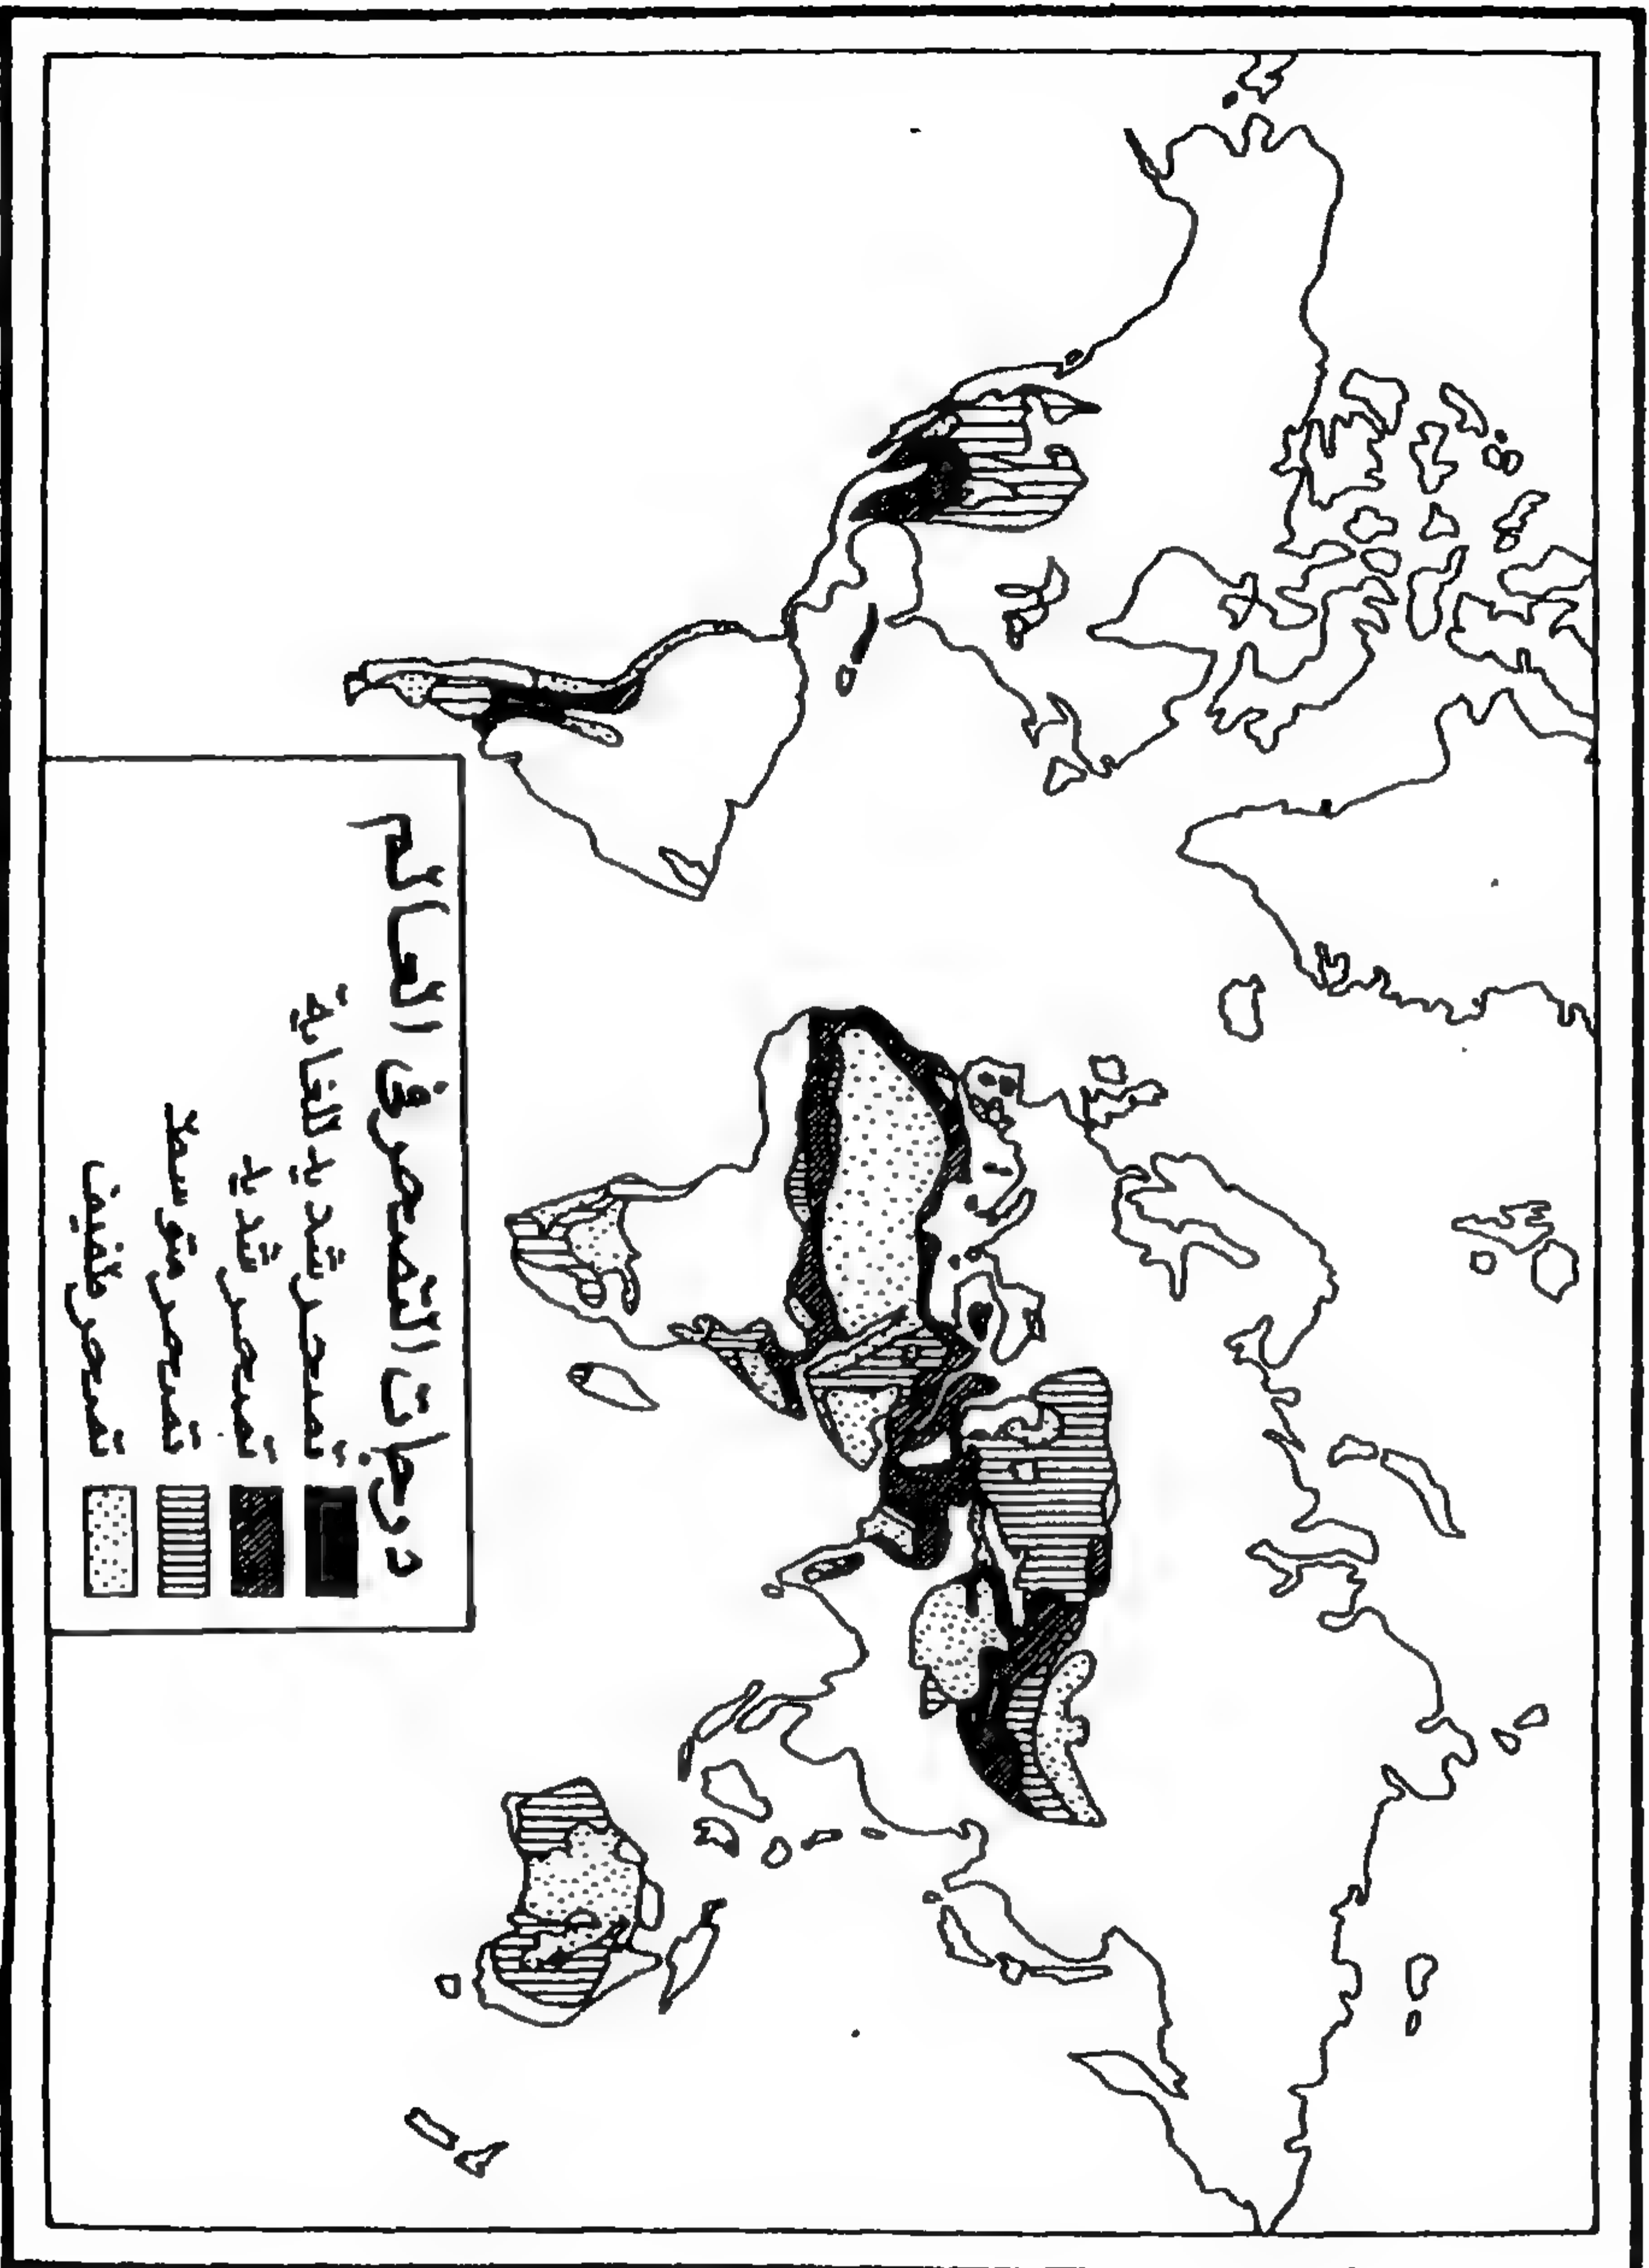 درجات التصحر في العالم
تصحر شديد للغاية
تصحر شديد
تصحر متوسط
تصحر طفيف